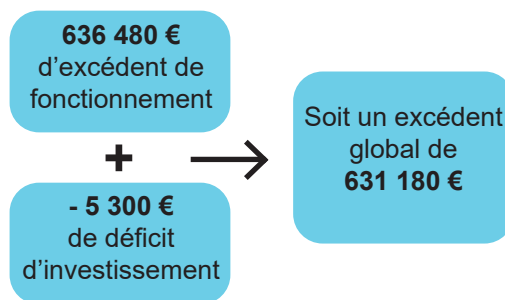 636 480 €
d’excédent de
fonctionnement
+
- 5 300 €
de déficit
d’investissement
Soit un excédent
global de
631 180 €